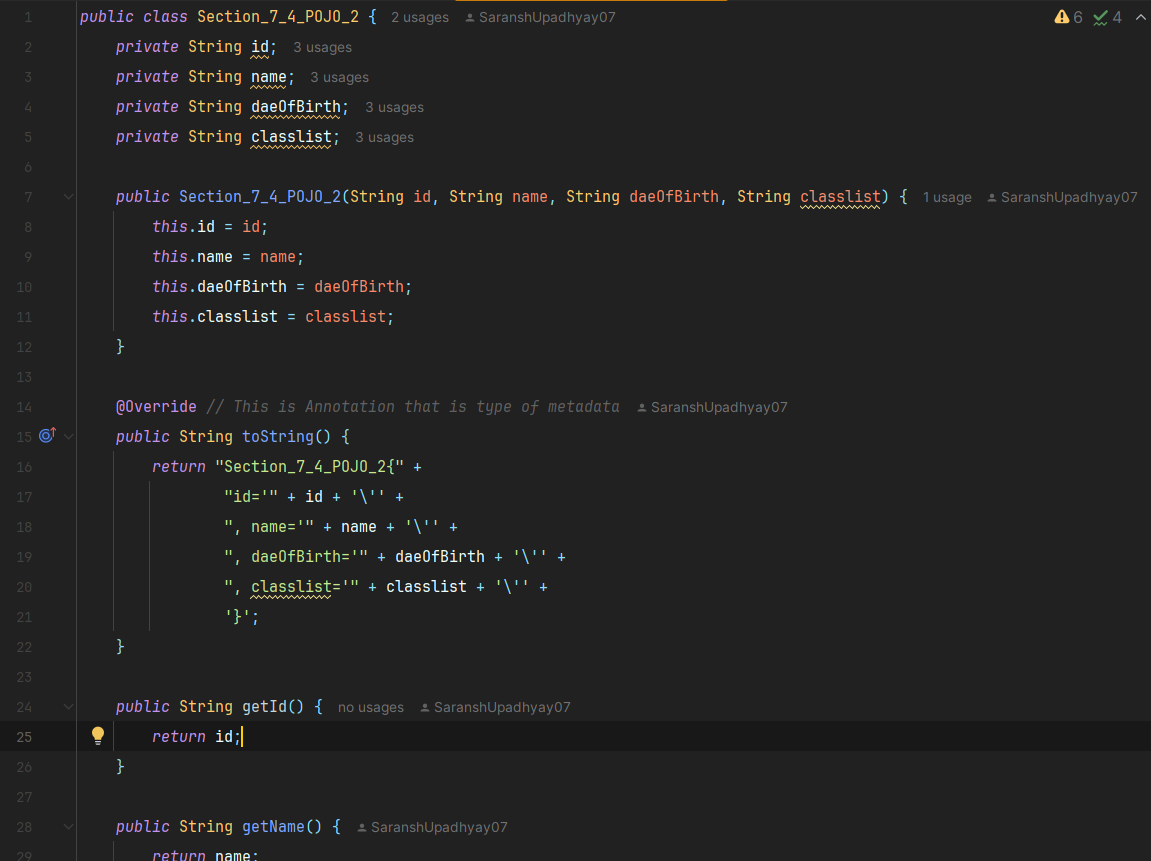 1 public class Section_7_4_POJO_2 { 2 usages SaranshUpadhyay07 6 4
2 private String id; 3 usages
3 private String name; 3 usages
4 private String daeOfBirth; 3 usages
5 private String classlist; 3 usages
6
7 public Section_7_4_POJO_2(String id, String name, String daeOfBirth, String classlist) { 1 usage SaranshUpadhyay07
8 this.id = id;
9 this.name = name;
10 this.daeOfBirth = daeOfBirth;
11 this.classlist = classlist;
12 }
13
14 @Override // This is Annotation that is type of metadata SaranshUpadhyay07
15 public String toString() {
16 return "Section_7_4_POJO_2{" +
17 "id='" + id + '\'' +
18 ", name='" + name + '\'' +
19 ", daeOfBirth='" + daeOfBirth + '\'' +
20 ", classlist='" + classlist + '\'' +
21 '}';
22 }
23
24 public String getId() { no usages SaranshUpadhyay07
25 return id;
26 }
27
28 public String getName() { SaranshUpadhyay07
29 return name;